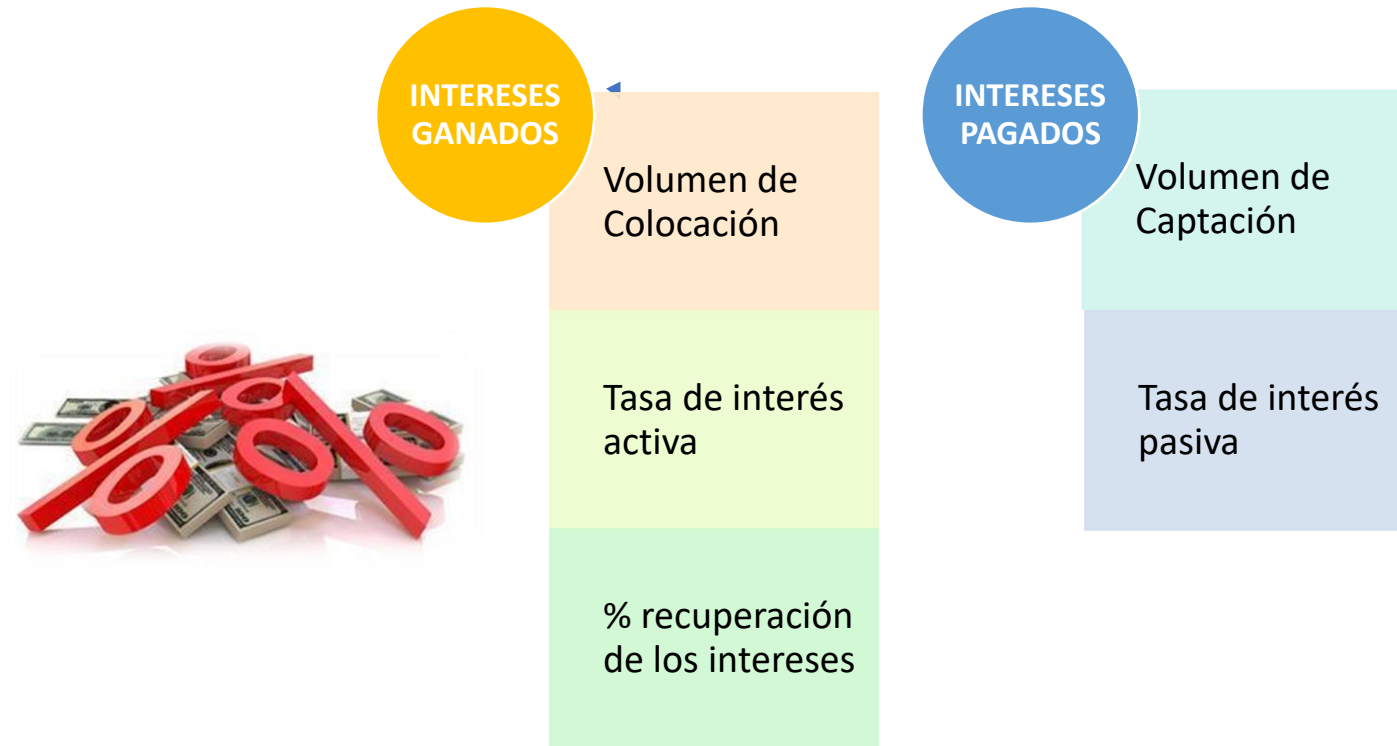 INTERESES
GANADOS
Volumen de
Colocación
Tasa de interés
activa
% recuperación
de los intereses
INTERESES
PAGADOS
Volumen de
Captación
Tasa de interés
pasiva